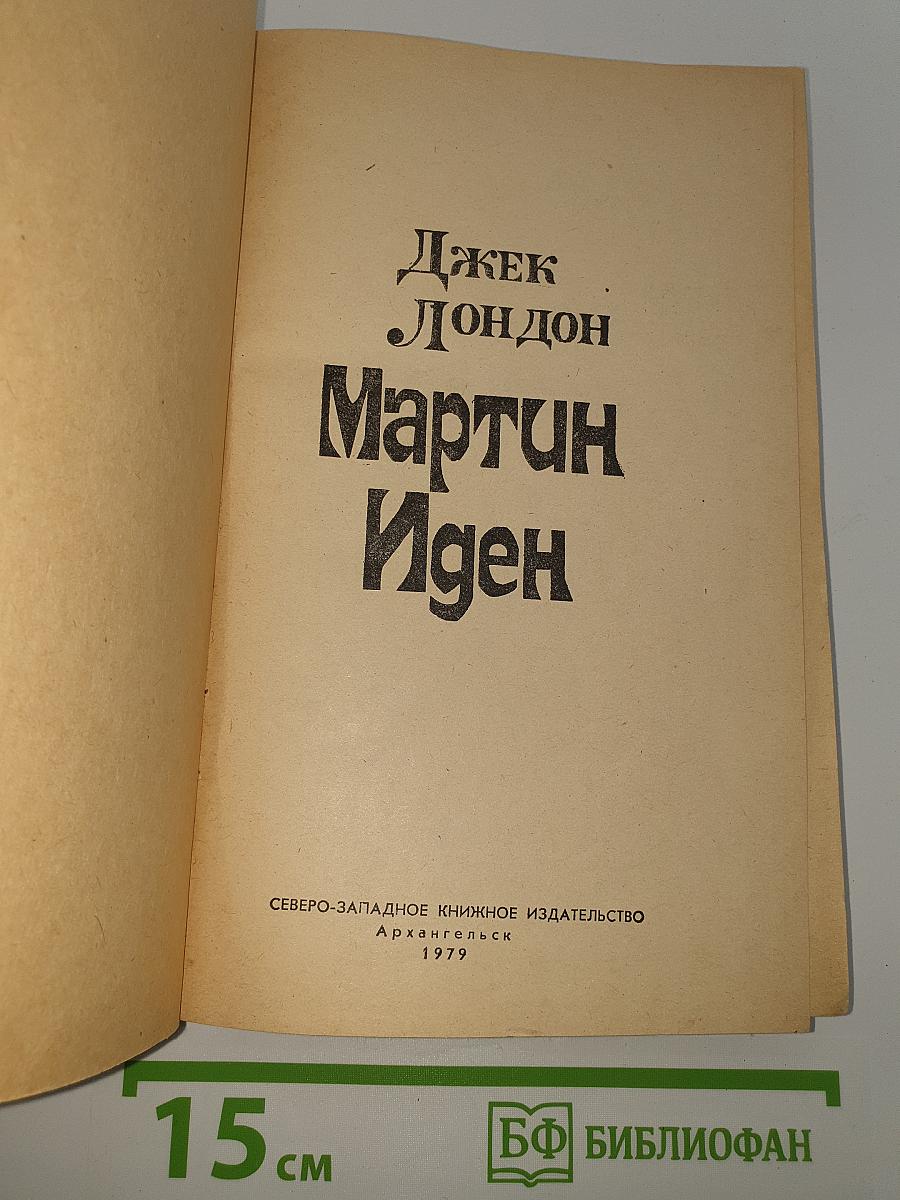 Джек
Лондон
Мартин
Иден
СЕВЕРО-ЗАПАДНОЕ КНИЖНОЕ ИЗДАТЕЛЬСТВО
Архангельск
1979
15 см
БФ БИБЛИОФАН